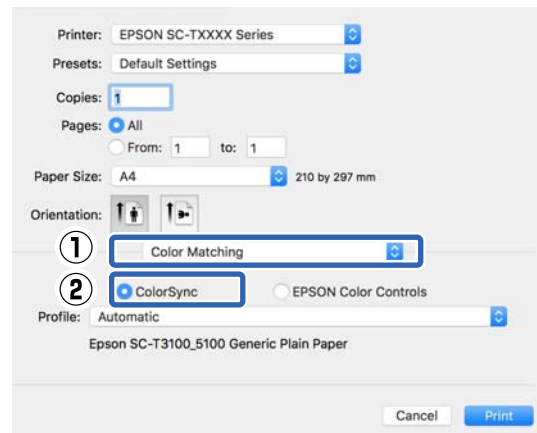 Printer: EPSON SC-TXXXX Series
Presets: Default Settings
Copies: 1
Pages: All
From: 1 to: 1
Paper Size: A4 210 by 297 mm
Orientation:
① Color Matching
② ColorSync EPSON Color Controls
Profile: Automatic
Epson SC-T3100_5100 Generic Plain Paper
Cancel Print